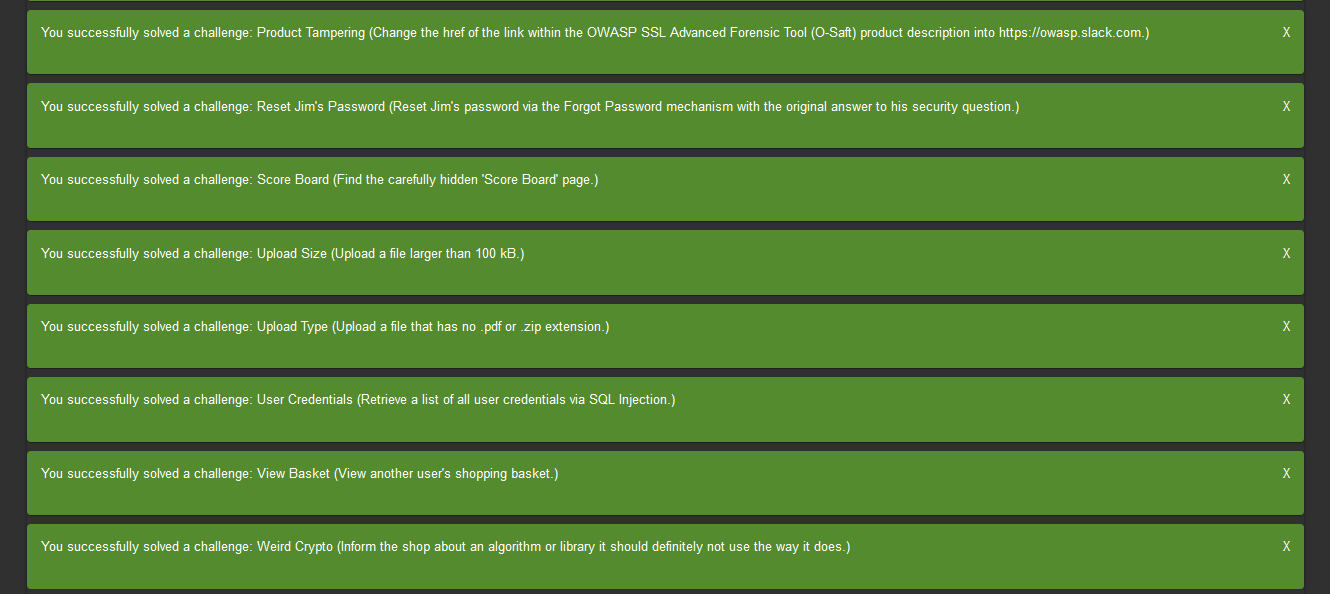 You successfully solved a challenge: Product Tampering (Change the href of the link within the OWASP SSL Advanced Forensic Tool (O-Saft) product description into https://owasp.slack.com.) X
You successfully solved a challenge: Reset Jim's Password (Reset Jim's password via the Forgot Password mechanism with the original answer to his security question.) X
You successfully solved a challenge: Score Board (Find the carefully hidden 'Score Board' page.) X
You successfully solved a challenge: Upload Size (Upload a file larger than 100 kB.) X
You successfully solved a challenge: Upload Type (Upload a file that has no .pdf or .zip extension.) X
You successfully solved a challenge: User Credentials (Retrieve a list of all user credentials via SQL Injection.) X
You successfully solved a challenge: View Basket (View another user's shopping basket.) X
You successfully solved a challenge: Weird Crypto (Inform the shop about an algorithm or library it should definitely not use the way it does.) X